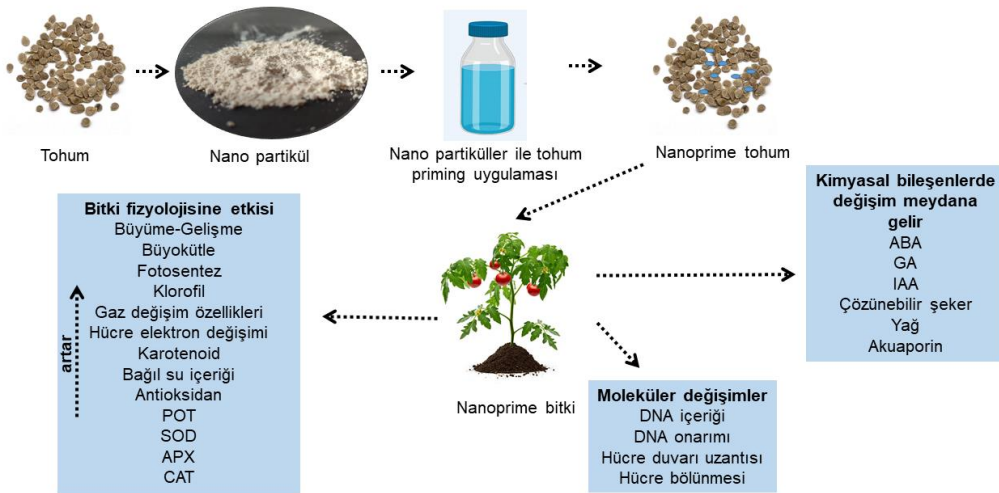 Tohum
Nano partikül
Nano partiküller ile tohum
priming uygulaması
Nanoprime tohum
Bitki fizyolojisine etkisi
Büyüme-Gelişme
Büyokütle
Fotosentez
Klorofil
Gaz değişim özellikleri
Hücre elektron değişimi
Karotenoid
Bağıl su içeriği
Antioksidan
POT
SOD
APX
CAT
artar
Nanoprime bitki
Moleküler değişimler
DNA içeriği
DNA onarımı
Hücre duvarı uzantısı
Hücre bölünmesi
Kimyasal bileşenlerde
değişim meydana
gelir
ABA
GA
IAA
Çözünebilir şeker
Yağ
Akuaporin